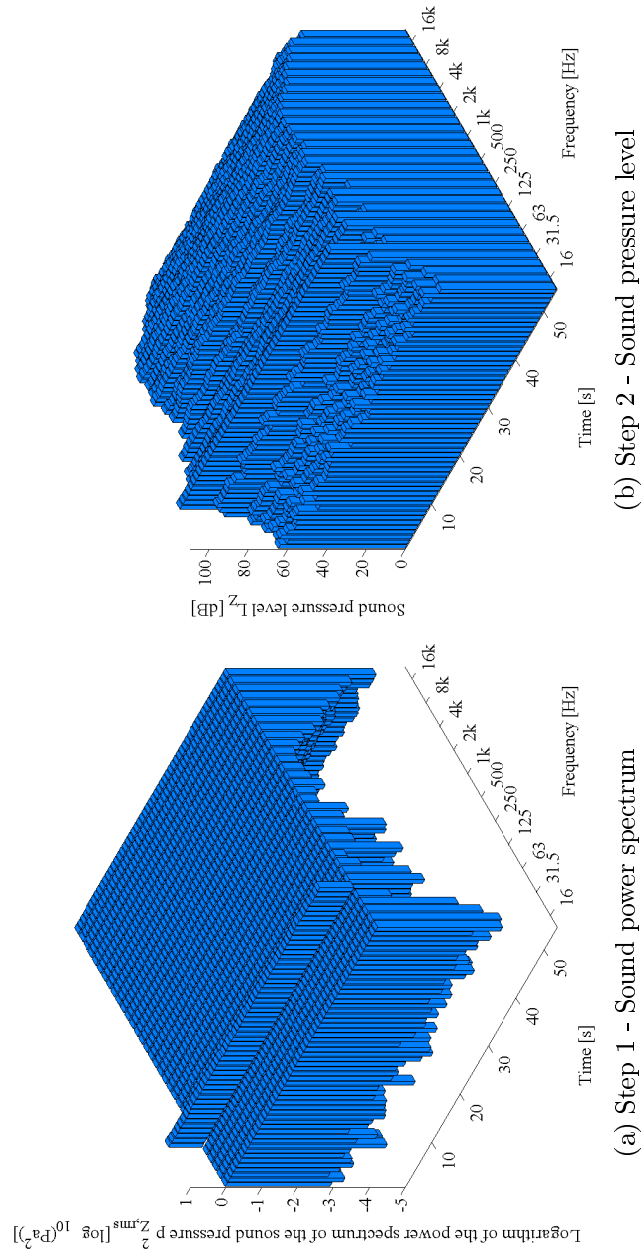 Logarithm of the power spectrum of the sound pressure p²Z,rms [log10(Pa²)]
1
0
-1
-2
-3
-4
-5
10
20
30
40
50
Time [s]
16
31.5
63
125
250
500
1k
2k
4k
8k
16k
Frequency [Hz]
(a) Step 1 - Sound power spectrum
Sound pressure level LZ [dB]
100
80
60
40
20
0
10
20
30
40
50
Time [s]
16
31.5
63
125
250
500
1k
2k
4k
8k
16k
Frequency [Hz]
(b) Step 2 - Sound pressure level